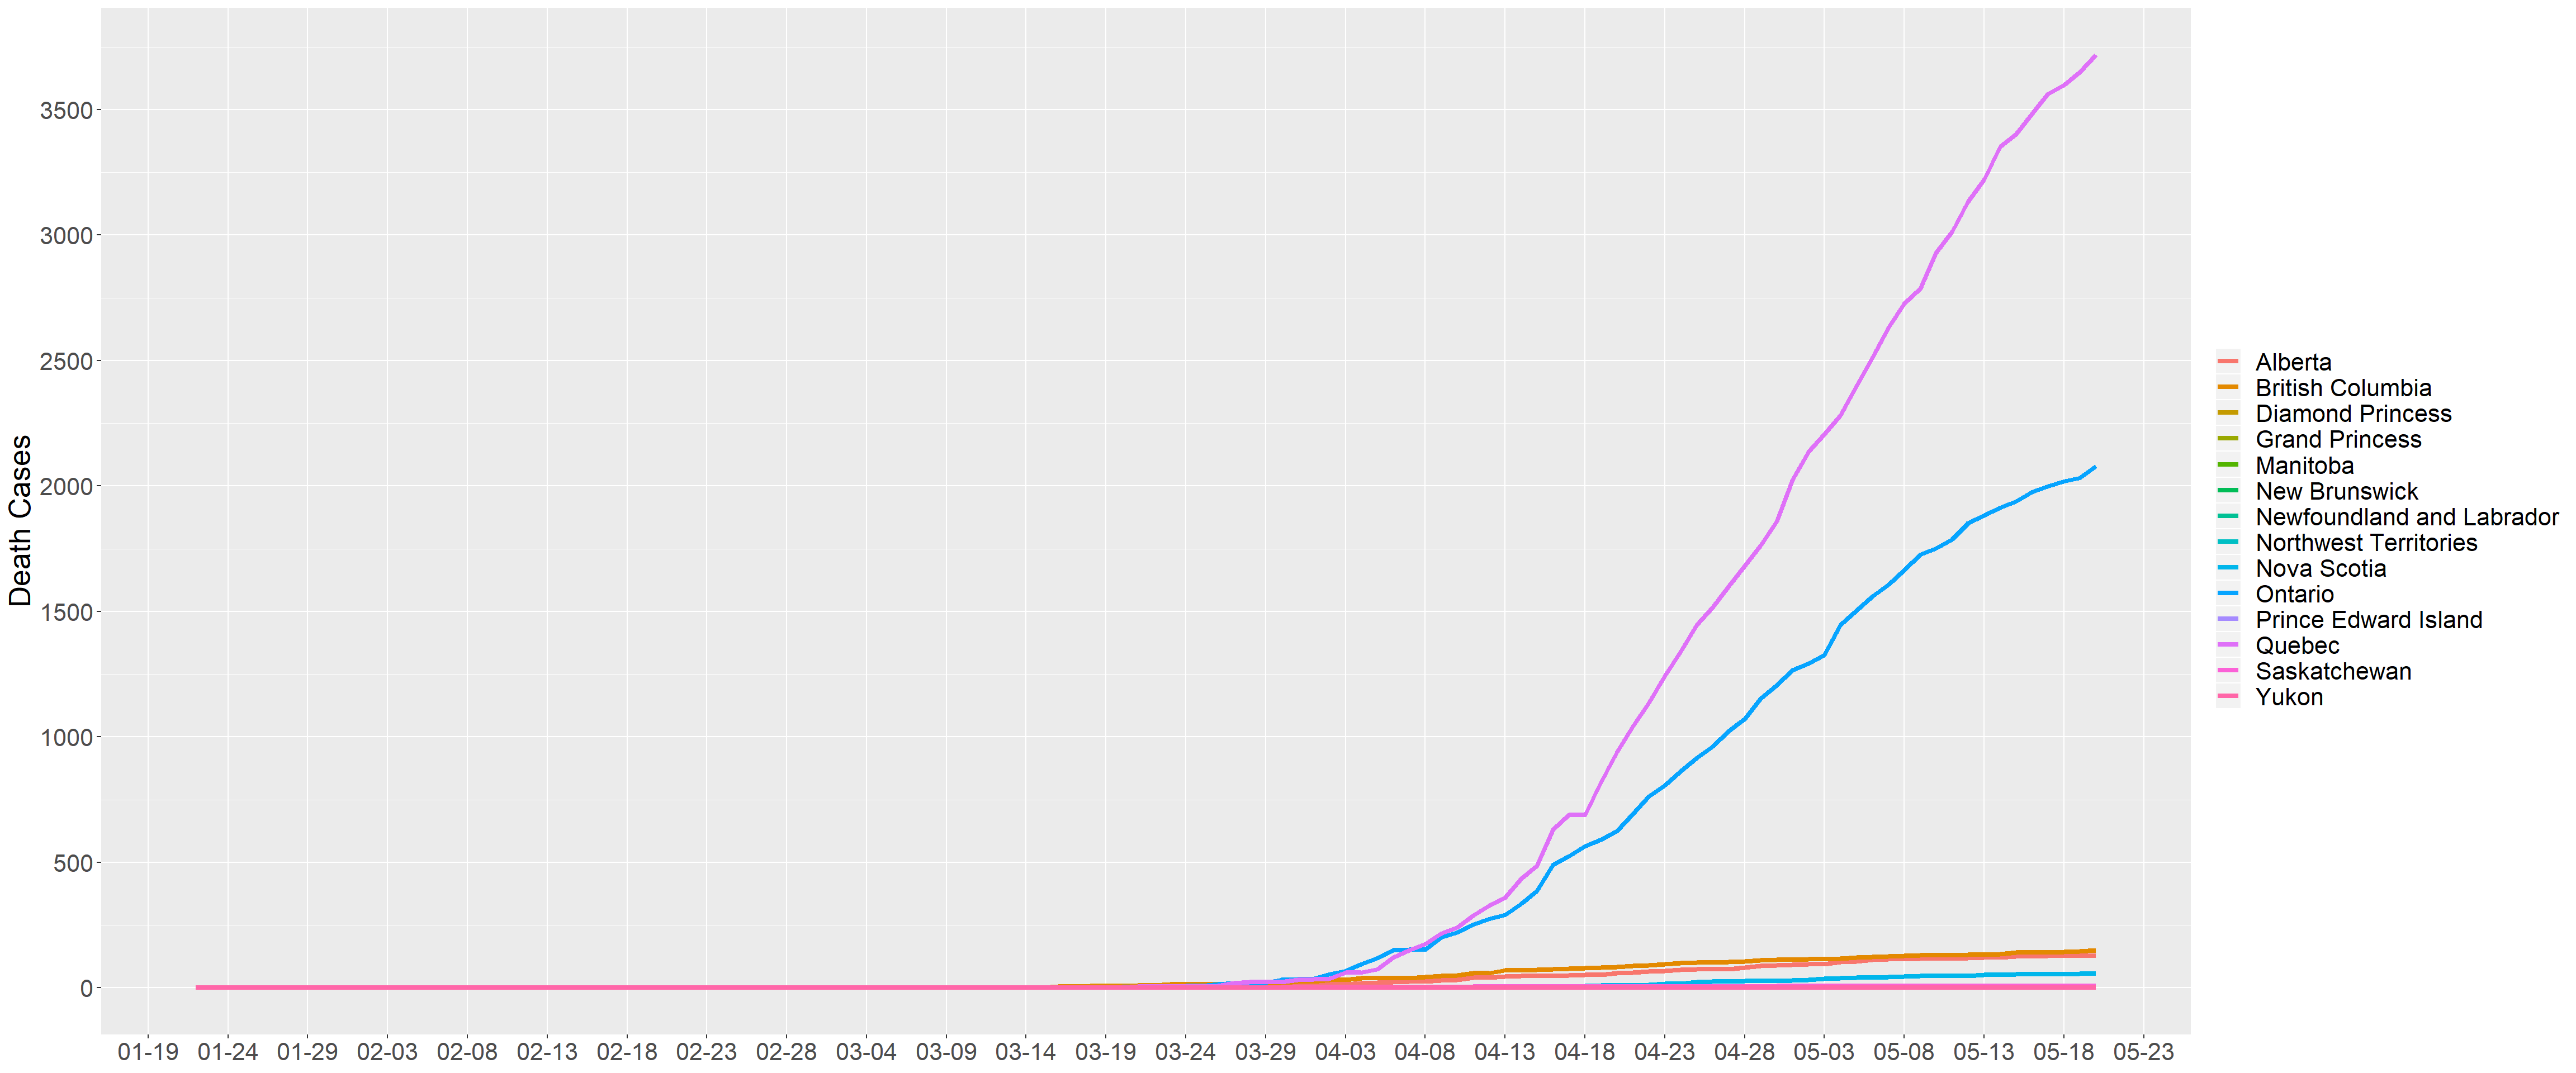 Death Cases
3500
3000
2500
2000
1500
1000
500
0
01-19 01-24 01-29 02-03 02-08 02-13 02-18 02-23 02-28 03-04 03-09 03-14 03-19 03-24 03-29 04-03 04-08 04-13 04-18 04-23 04-28 05-03 05-08 05-13 05-18 05-23
Alberta
British Columbia
Diamond Princess
Grand Princess
Manitoba
New Brunswick
Newfoundland and Labrador
Northwest Territories
Nova Scotia
Ontario
Prince Edward Island
Quebec
Saskatchewan
Yukon